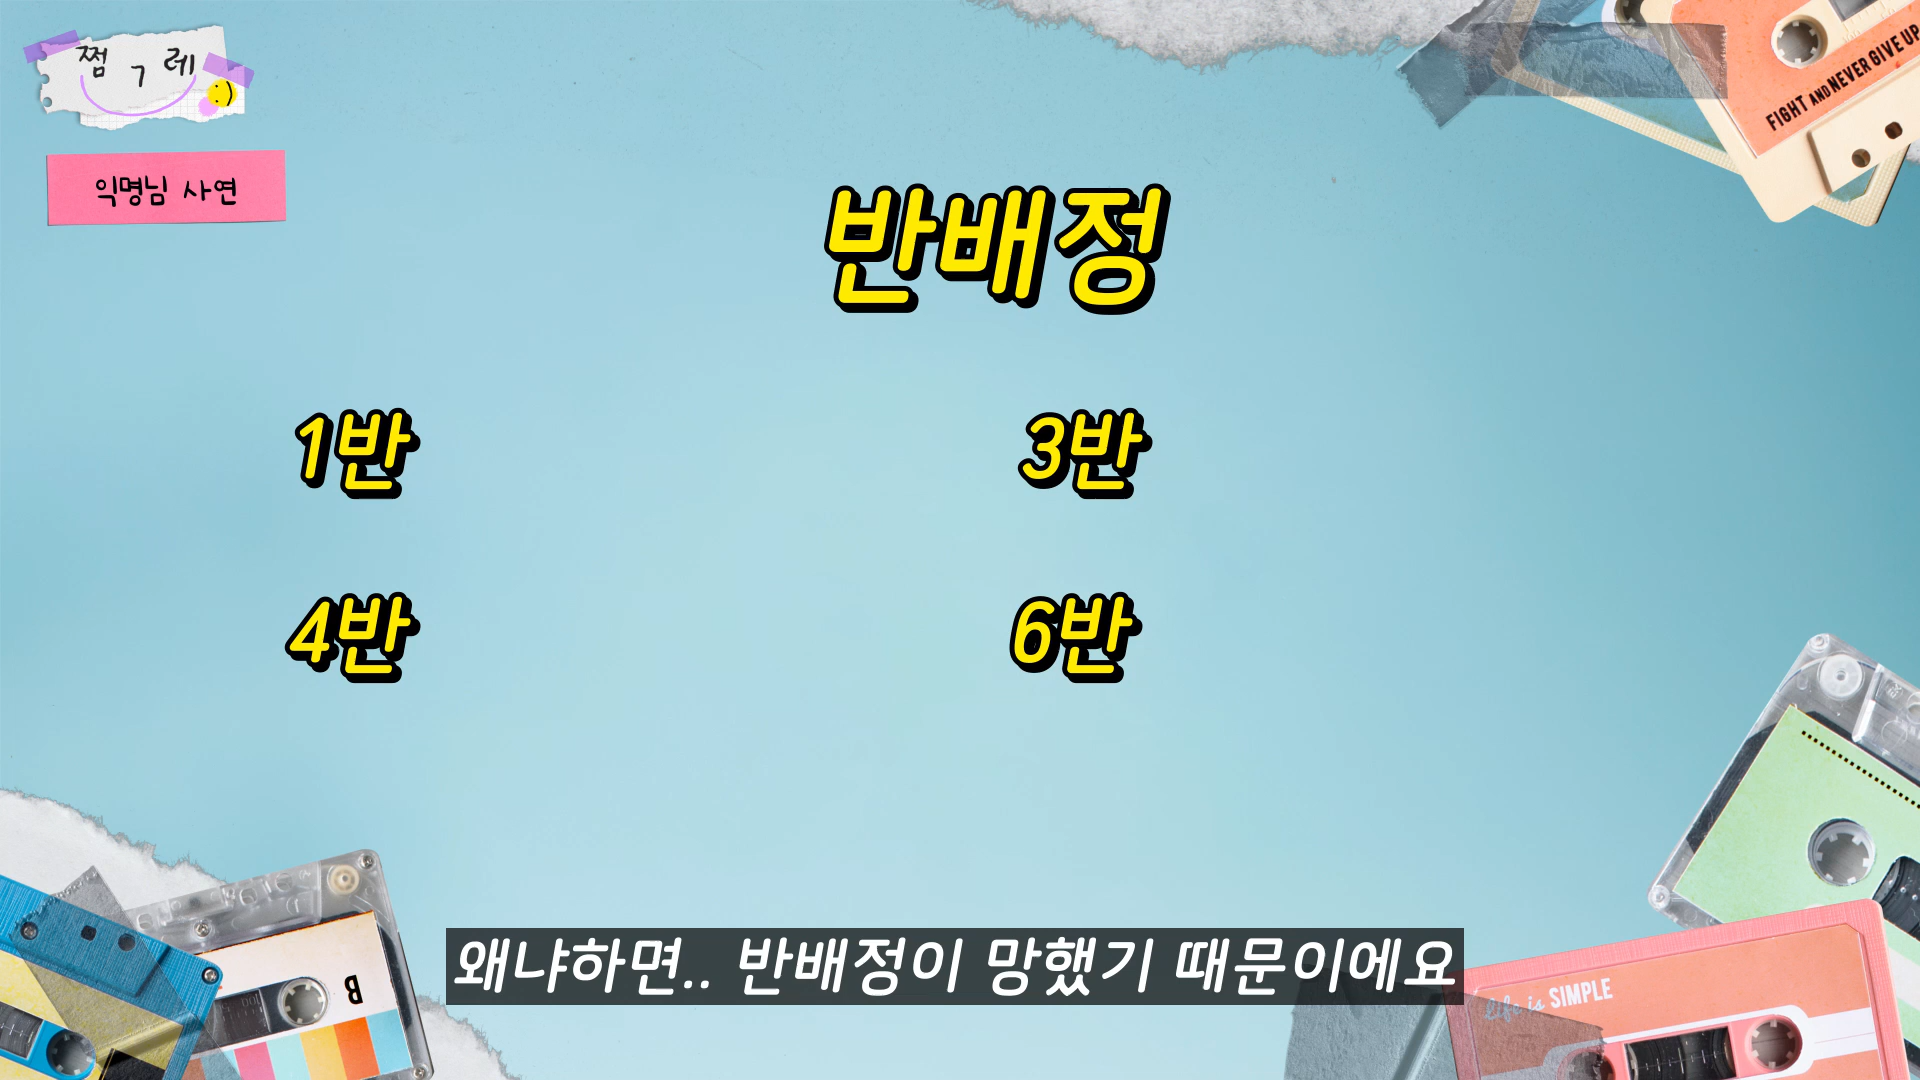 쩜 ㄱ 레
익명님 사연
FIGHT AND NEVER GIVE UP
반배정
1반 3반
4반 6반
B
왜냐하면.. 반배정이 망했기 때문이에요
Life is SIMPLE